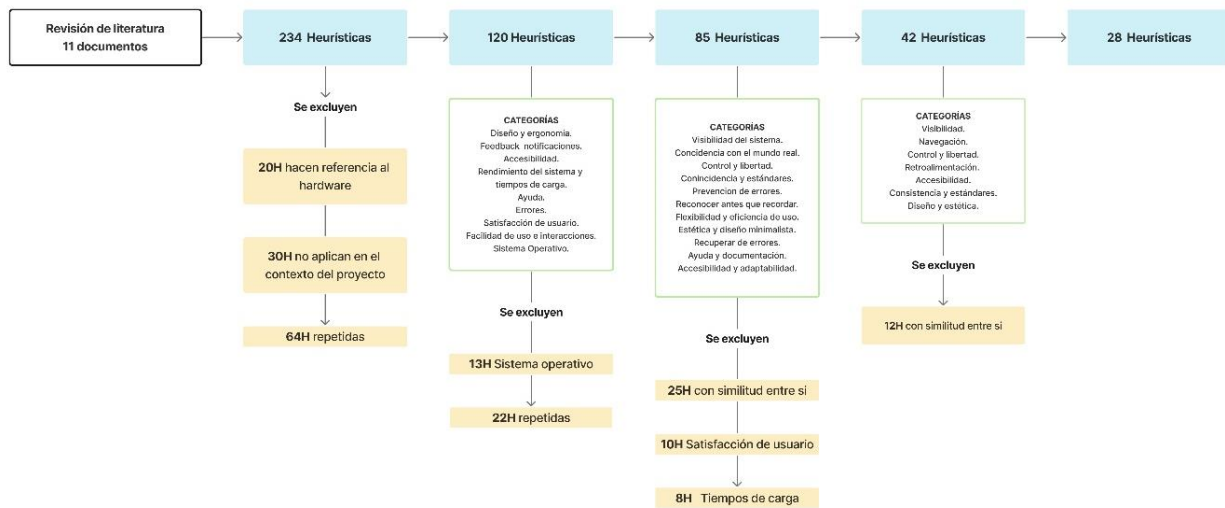 Revisión de literatura
11 documentos
234 Heurísticas
120 Heurísticas
85 Heurísticas
42 Heurísticas
28 Heurísticas
Se excluyen
20H hacen referencia al
hardware
30H no aplican en el
contexto del proyecto
64H repetidas
CATEGORÍAS
Diseño y ergonomía.
Feedback notificaciones.
Accesibilidad.
Rendimiento del sistema y
tiempos de carga.
Ayuda.
Errores.
Satisfacción de usuario.
Facilidad de uso e interacciones.
Sistema Operativo.
Se excluyen
13H Sistema operativo
22H repetidas
CATEGORÍAS
Visibilidad del sistema.
Concidencia con el mundo real.
Control y libertad.
Conincidencia y estándares.
Prevencion de errores.
Reconocer antes que recordar.
Flexibilidad y eficiencia de uso.
Estética y diseño minimalista.
Recuperar de errores.
Ayuda y documentación.
Accesibilidad y adaptabilidad.
Se excluyen
25H con similitud entre si
10H Satisfacción de usuario
8H Tiempos de carga
CATEGORÍAS
Visibilidad.
Navegación.
Control y libertad.
Retroalimentación.
Accesibilidad.
Consistencia y estándares.
Diseño y estética.
Se excluyen
12H con similitud entre si